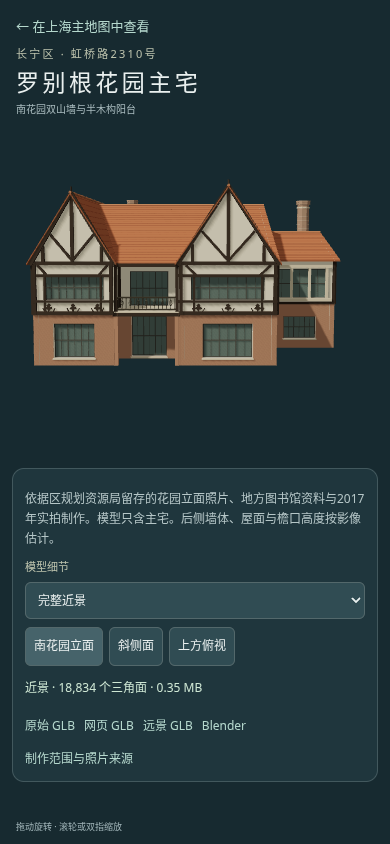 ← 在上海主地图中查看
长宁区 · 虹桥路2310号
罗别根花园主宅
南花园双山墙与半木构阳台
依据区规划资源局留存的花园立面照片、地方图书馆资料与2017
年实拍制作。模型只含主宅。后侧墙体、屋面与檐口高度按影像
估计。
模型细节
完整近景
南花园立面 斜侧面 上方俯视
近景 · 18,834 个三角面 · 0.35 MB
原始 GLB 网页 GLB 远景 GLB Blender
制作范围与照片来源
拖动旋转 · 滚轮或双指缩放